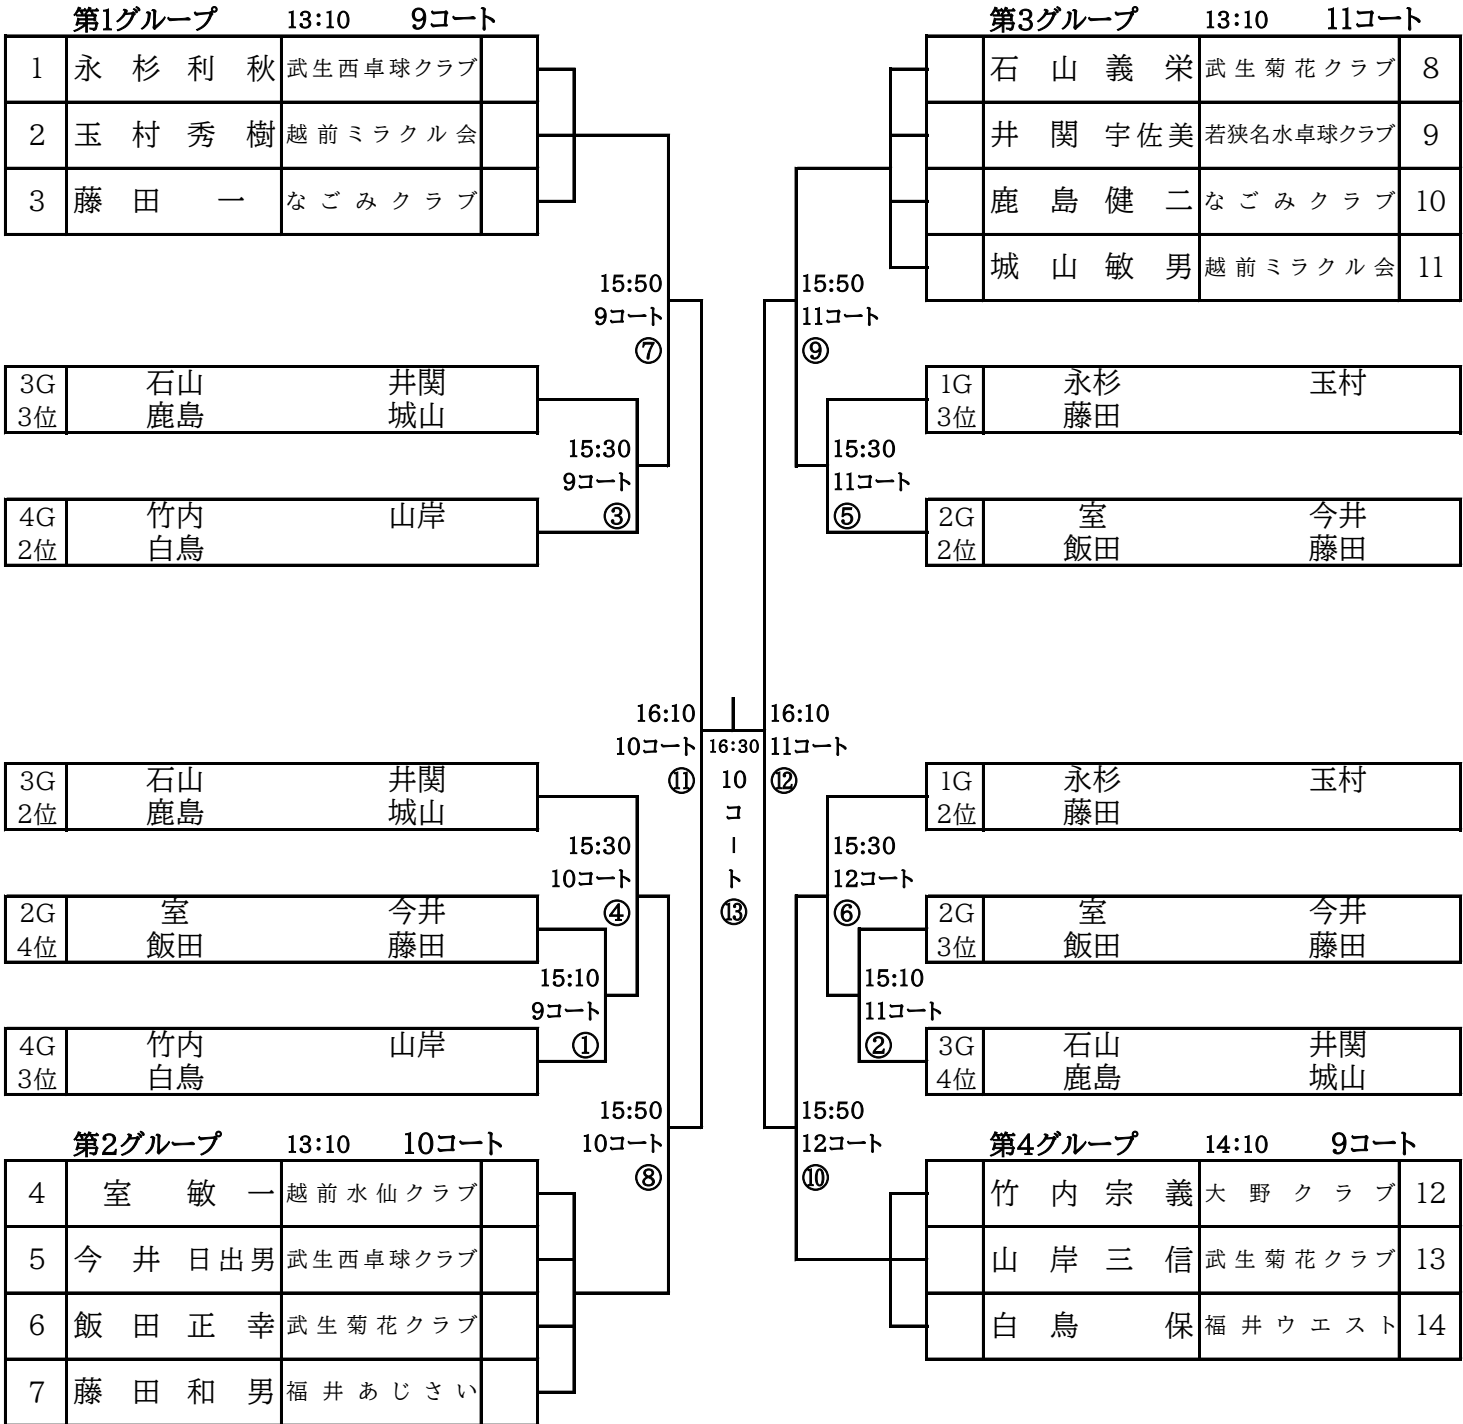 第1グループ 13:10 9コート
1 永杉利秋 武生西卓球クラブ
2 玉村秀樹 越前ミラクル会
3 藤田一 なごみクラブ
15:50
9コート
⑦
3G 石山 井関
3位 鹿島 城山
15:30
9コート
③
4G 竹内 山岸
2位 白鳥
16:10
10コート
⑪
3G 石山 井関
2位 鹿島 城山
15:30
10コート
④
2G 室 今井
4位 飯田 藤田
15:10
9コート
①
4G 竹内 山岸
3位 白鳥
15:50
10コート
⑧
第2グループ 13:10 10コート
4 室敏一 越前水仙クラブ
5 今井日出男 武生西卓球クラブ
6 飯田正幸 武生菊花クラブ
7 藤田和男 福井あじさい
16:30
10コート
⑬
第3グループ 13:10 11コート
石山義栄 武生菊花クラブ 8
井関宇佐美 若狭名水卓球クラブ 9
鹿島健二 なごみクラブ 10
城山敏男 越前ミラクル会 11
15:50
11コート
⑨
1G 永杉 玉村
3位 藤田
15:30
11コート
⑤
2G 室 今井
2位 飯田 藤田
16:10
11コート
⑫
1G 永杉 玉村
2位 藤田
15:30
12コート
⑥
2G 室 今井
3位 飯田 藤田
15:10
11コート
②
3G 石山 井関
4位 鹿島 城山
15:50
12コート
⑩
第4グループ 14:10 9コート
竹内宗義 大野クラブ 12
山岸三信 武生菊花クラブ 13
白鳥保 福井ウエスト 14